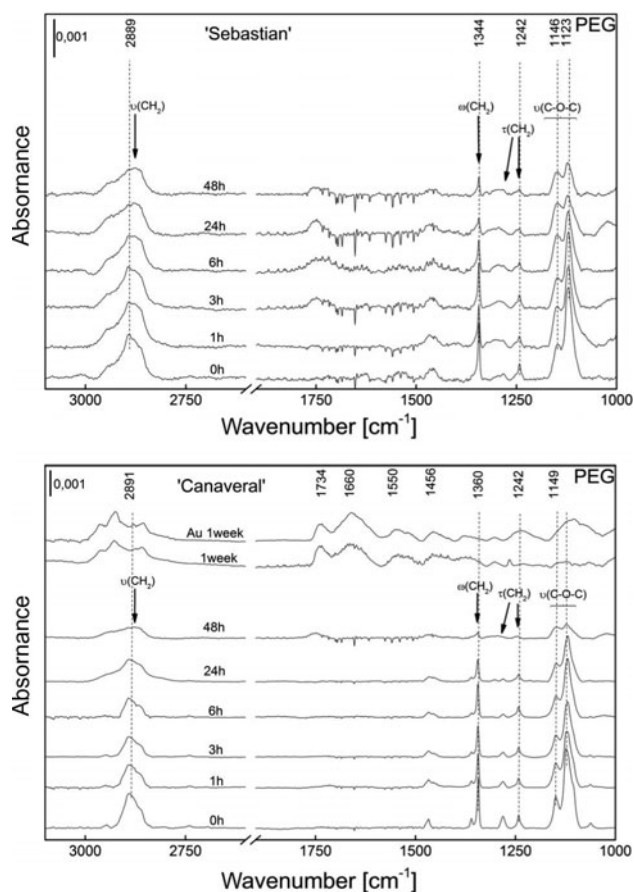 0,001
2889
'Sebastian'
1344
1242
1146
1123
PEG
υ(CH2)
ω(CH2)
τ(CH2)
υ(C-O-C)
48h
24h
6h
3h
1h
0h
Absornance
3000 2750 1750 1500 1250 1000
Wavenumber [cm-1]
0,001
2891
'Canaveral'
1734
1660
1550
1456
1360
1242
1149
PEG
Au 1week
1week
υ(CH2)
ω(CH2)
τ(CH2)
υ(C-O-C)
48h
24h
6h
3h
1h
0h
Absornance
3000 2750 1750 1500 1250 1000
Wavenumber [cm-1]